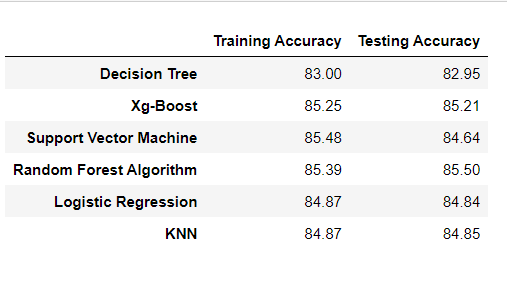 Training Accuracy Testing Accuracy
Decision Tree 83.00 82.95
Xg-Boost 85.25 85.21
Support Vector Machine 85.48 84.64
Random Forest Algorithm 85.39 85.50
Logistic Regression 84.87 84.84
KNN 84.87 84.85